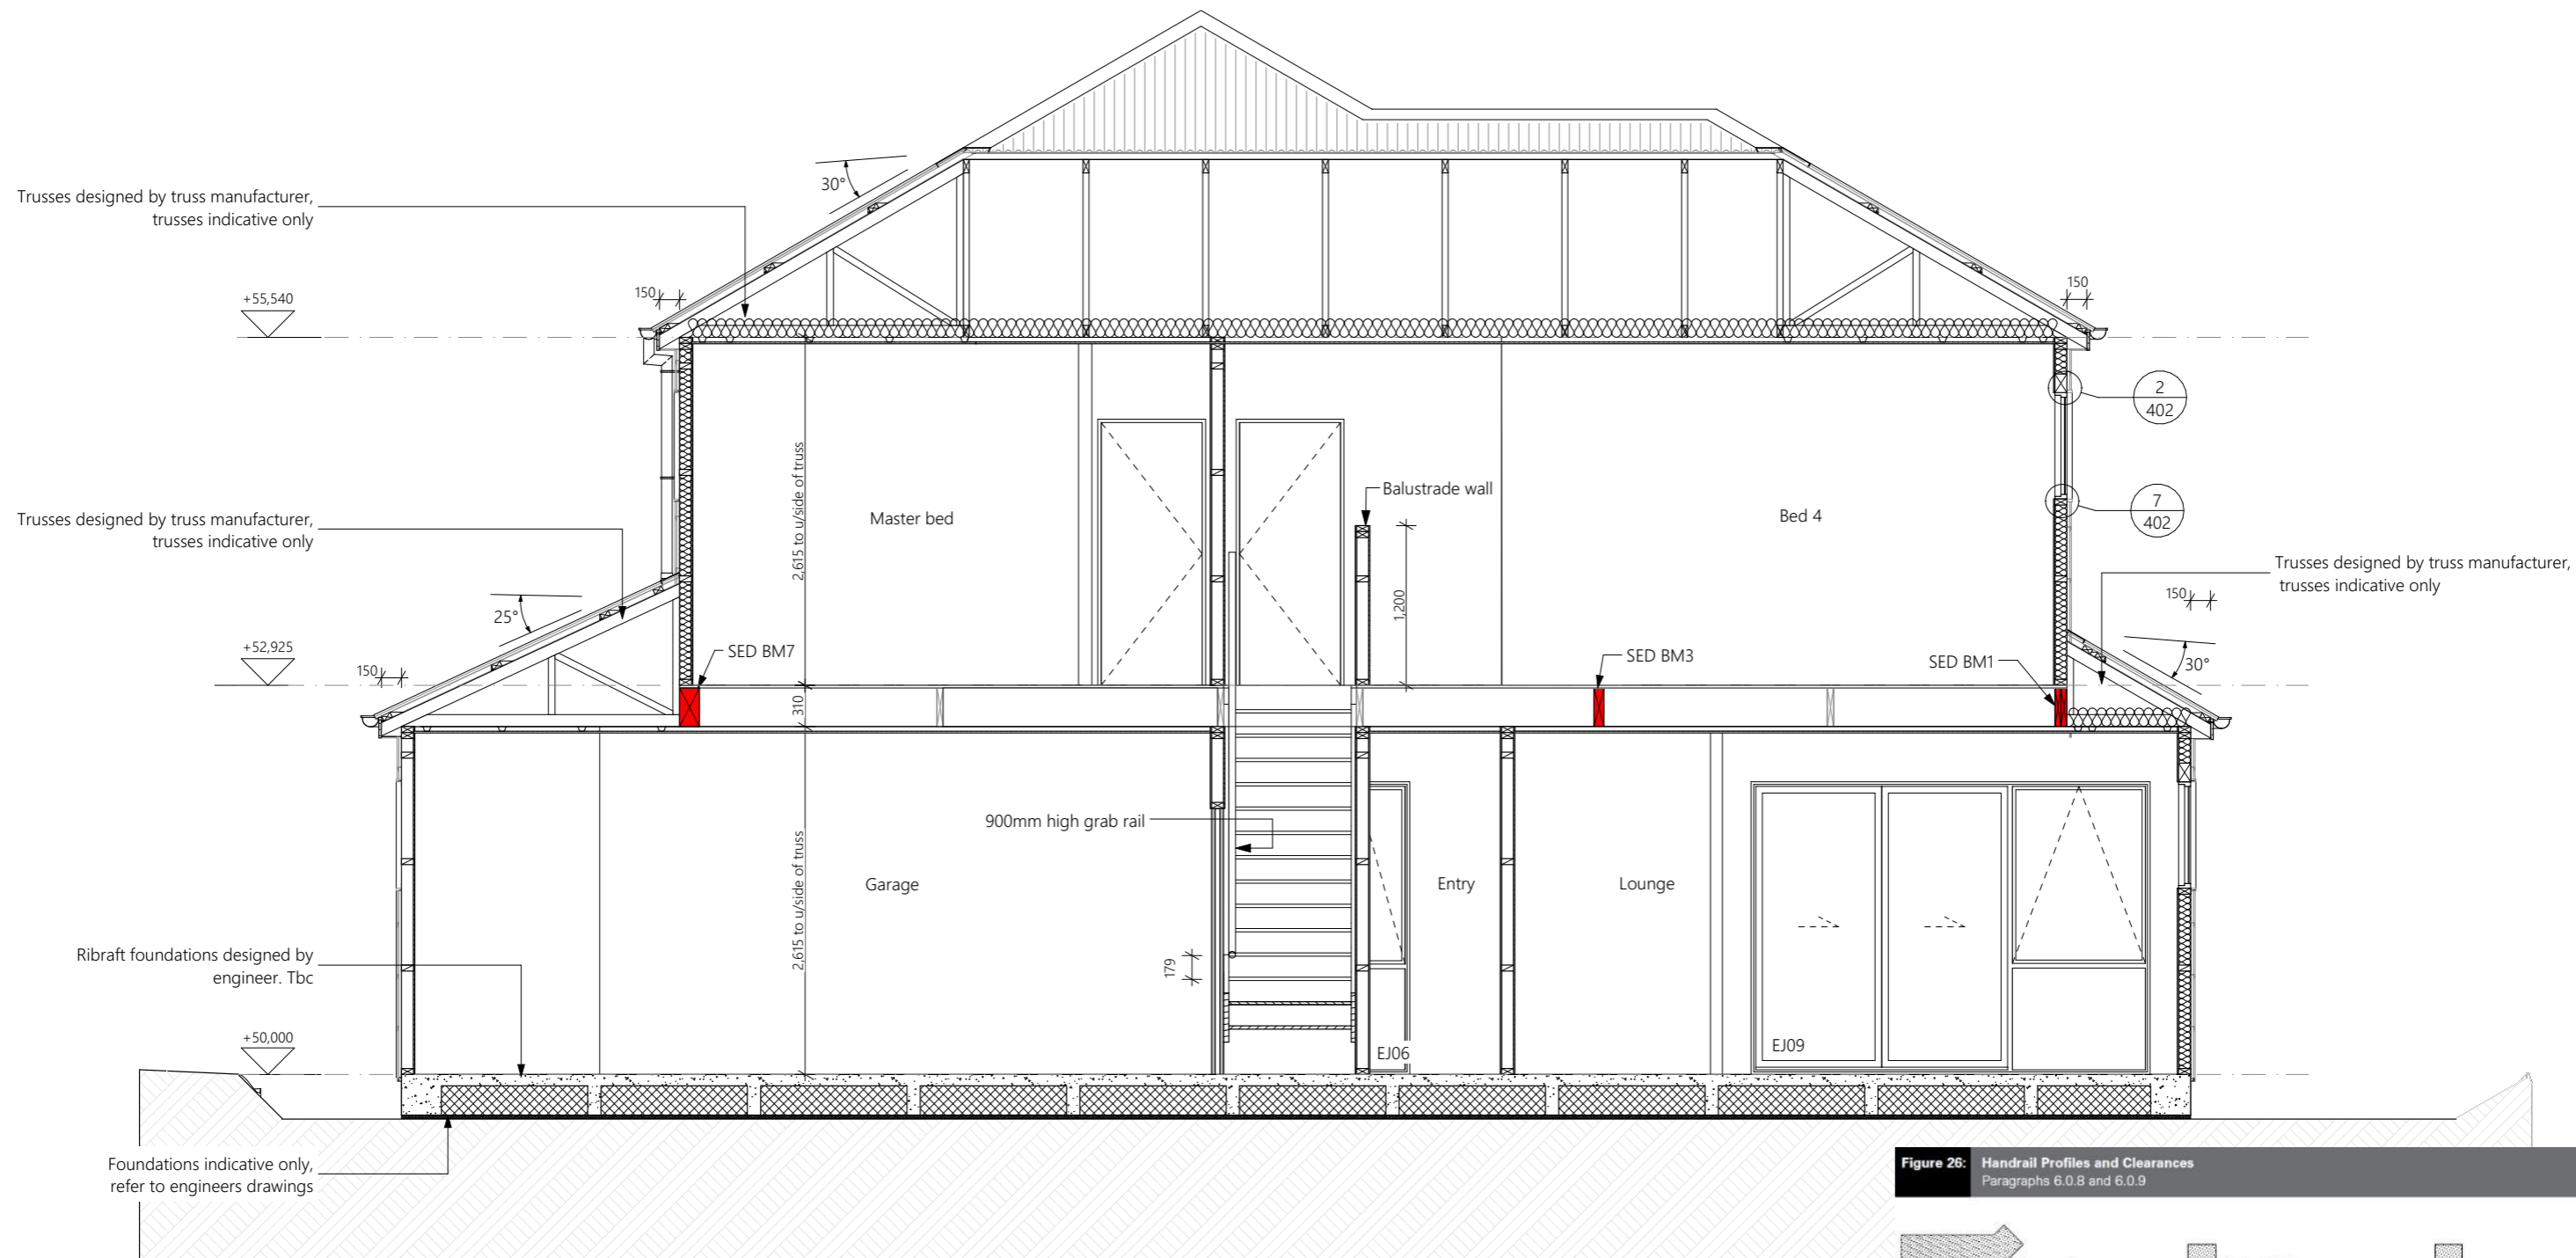 30°
Trusses designed by truss manufacturer,
trusses indicative only
+55,540
150
150
2
402
2,615 to u/side of truss
Balustrade wall
Master bed
Bed 4
7
402
Trusses designed by truss manufacturer,
trusses indicative only
Trusses designed by truss manufacturer,
trusses indicative only
1,200
150
25°
+52,925
SED BM7
SED BM3
SED BM1
30°
150
310
900mm high grab rail
2,615 to u/side of truss
Garage
Entry
Lounge
Ribraft foundations designed by
engineer. Tbc
179
+50,000
EJ06
EJ09
Foundations indicative only,
refer to engineers drawings
Figure 26: Handrail Profiles and Clearances
Paragraphs 6.0.8 and 6.0.9